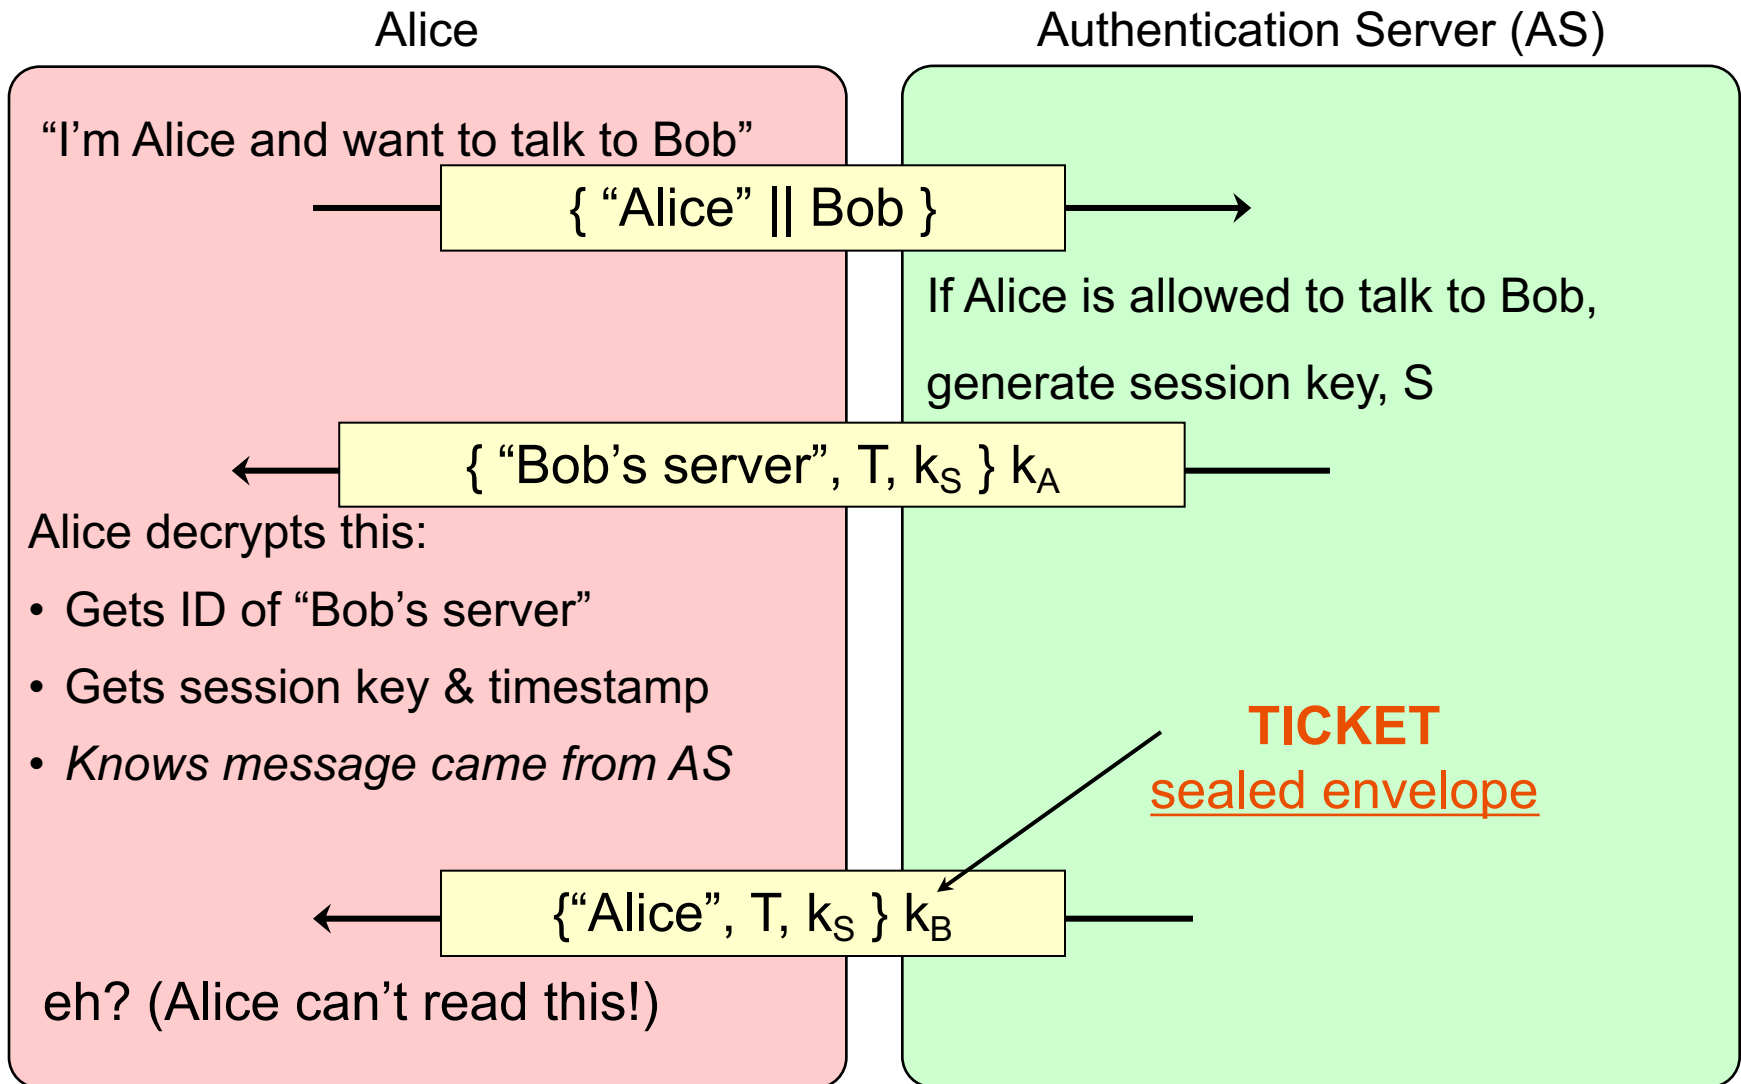 Alice
Authentication Server (AS)
“I’m Alice and want to talk to Bob”
{ “Alice” || Bob }
If Alice is allowed to talk to Bob,
generate session key, S
{ “Bob’s server”, T, kS } kA
Alice decrypts this:
• Gets ID of “Bob’s server”
• Gets session key & timestamp
• Knows message came from AS
TICKET
sealed envelope
{“Alice”, T, kS } kB
eh? (Alice can’t read this!)